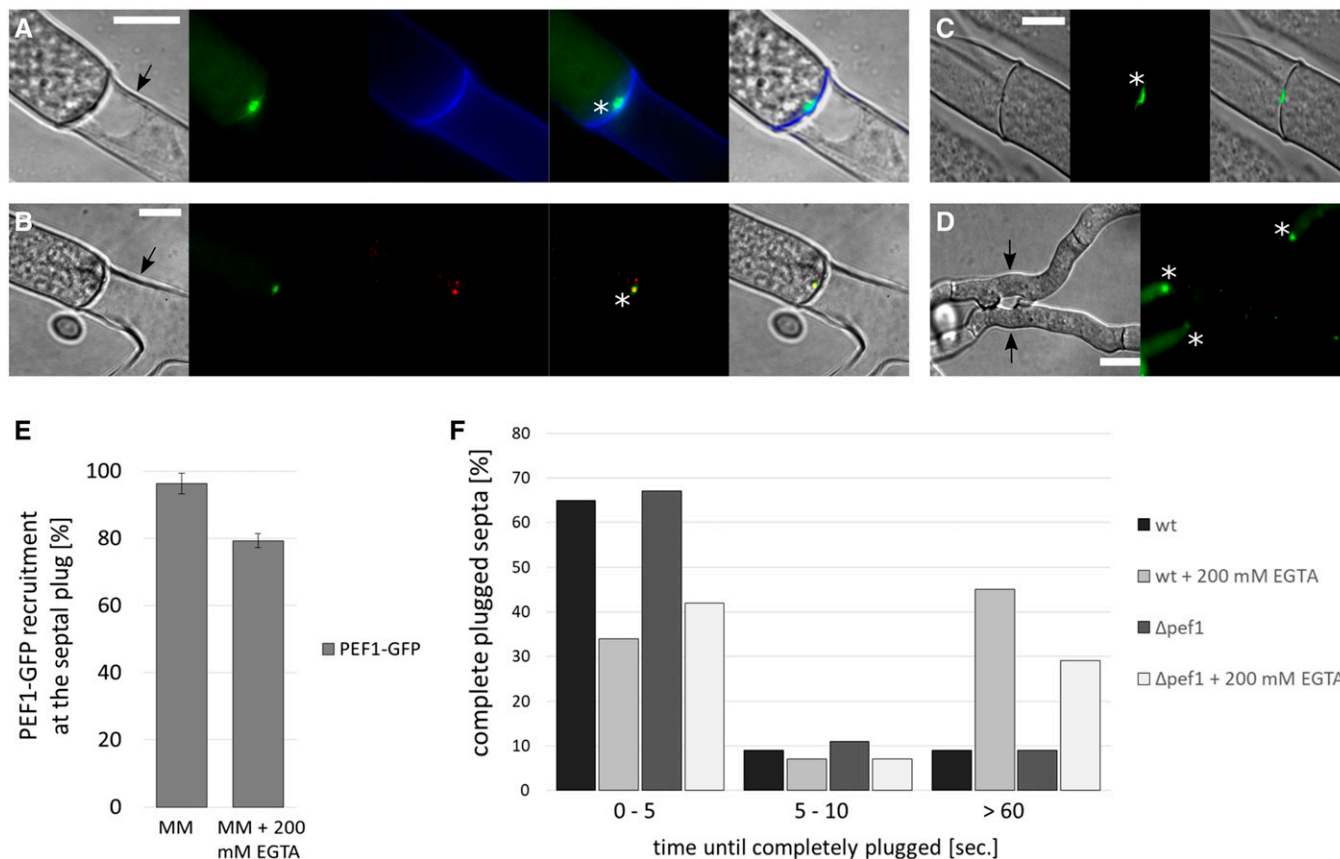 A
C
*
*
B
D
*
*
*
*
E
PEF1-GFP recruitment
at the septal plug [%]
100
80
60
40
20
0
MM
MM + 200
mM EGTA
PEF1-GFP
F
complete plugged septa [%]
80
70
60
50
40
30
20
10
0
0 - 5
5 - 10
> 60
time until completely plugged [sec.]
wt
wt + 200 mM EGTA
Δpef1
Δpef1 + 200 mM EGTA